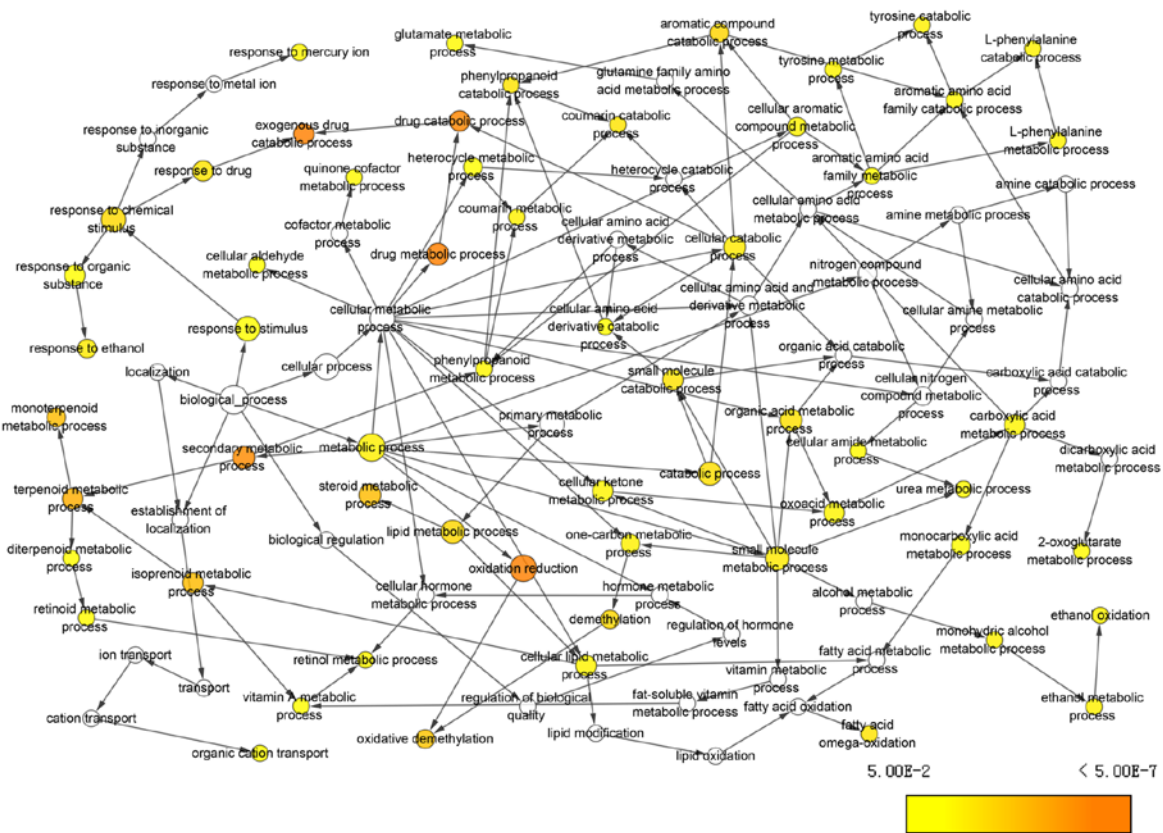 tyrosine catabolic
process
aromatic compound
catabolic process
glutamate metabolic
process
L-phenylalanine
catabolic process
response to mercury ion
tyrosine metabolic
process
phenylpropanoid
catabolic process
glutamine family amino
acid metabolic process
response to metal ion
aromatic amino acid
family catabolic process
cellular aromatic
compound metabolic
process
coumarin catabolic
process
drug catabolic process
exogenous drug
catabolic process
response to inorganic
substance
L-phenylalanine
metabolic process
aromatic amino acid
family metabolic
process
heterocycle metabolic
process
heterocycle catabolic
process
quinone cofactor
metabolic process
response to drug
amine catabolic process
cellular amino acid
metabolic process
amine metabolic process
coumarin metabolic
process
response to chemical
stimulus
cellular amino acid
derivative metabolic
process
cofactor metabolic
process
cellular catabolic
process
drug metabolic process
nitrogen compound
metabolic process
cellular aldehyde
metabolic process
response to organic
substance
cellular amino acid
catabolic process
cellular amino acid and
derivative metabolic
process
cellular metabolic
process
cellular amino acid
derivative catabolic
process
cellular amine metabolic
process
response to stimulus
response to ethanol
organic acid catabolic
process
cellular process
localization
phenylpropanoid
metabolic process
small molecule
catabolic process
cellular nitrogen
compound metabolic
process
carboxylic acid catabolic
process
biological_process
monoterpenoid
metabolic process
primary metabolic
process
organic acid metabolic
process
carboxylic acid
metabolic process
secondary metabolic
process
metabolic process
cellular amide metabolic
process
dicarboxylic acid
metabolic process
catabolic process
terpenoid metabolic
process
steroid metabolic
process
cellular ketone
metabolic process
urea metabolic process
establishment of
localization
oxoacid metabolic
process
lipid metabolic process
biological regulation
one-carbon metabolic
process
monocarboxylic acid
metabolic process
2-oxoglutarate
metabolic process
diterpenoid metabolic
process
small molecule
metabolic process
isoprenoid metabolic
process
oxidation reduction
cellular hormone
metabolic process
hormone metabolic
process
alcohol metabolic
process
retinoid metabolic
process
demethylation
ethanol oxidation
regulation of hormone
levels
monohydric alcohol
metabolic process
ion transport
retinol metabolic process
cellular lipid metabolic
process
fatty acid metabolic
process
vitamin metabolic
process
transport
vitamin A metabolic
process
regulation of biological
quality
fat-soluble vitamin
metabolic process
fatty acid oxidation
ethanol metabolic
process
cation transport
organic cation transport
oxidative demethylation
lipid modification
fatty acid
omega-oxidation
lipid oxidation
5.00E-2
< 5.00E-7